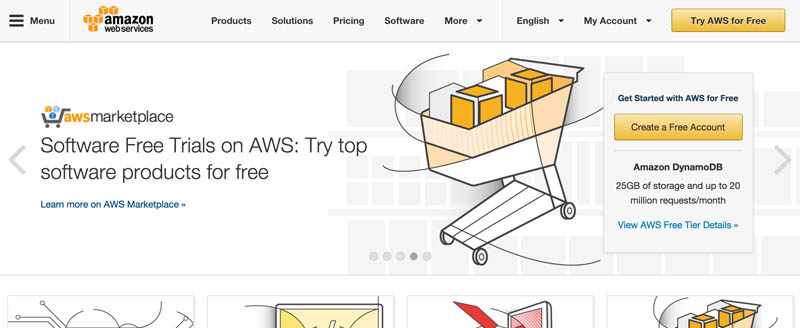 Menu
amazon
webservices
Products
Solutions
Pricing
Software
More
English
My Account
Try AWS for Free
awsmarketplace
Software Free Trials on AWS: Try top
software products for free
Learn more on AWS Marketplace »
Get Started with AWS for Free
Create a Free Account
Amazon DynamoDB
25GB of storage and up to 20
million requests/month
View AWS Free Tier Details »